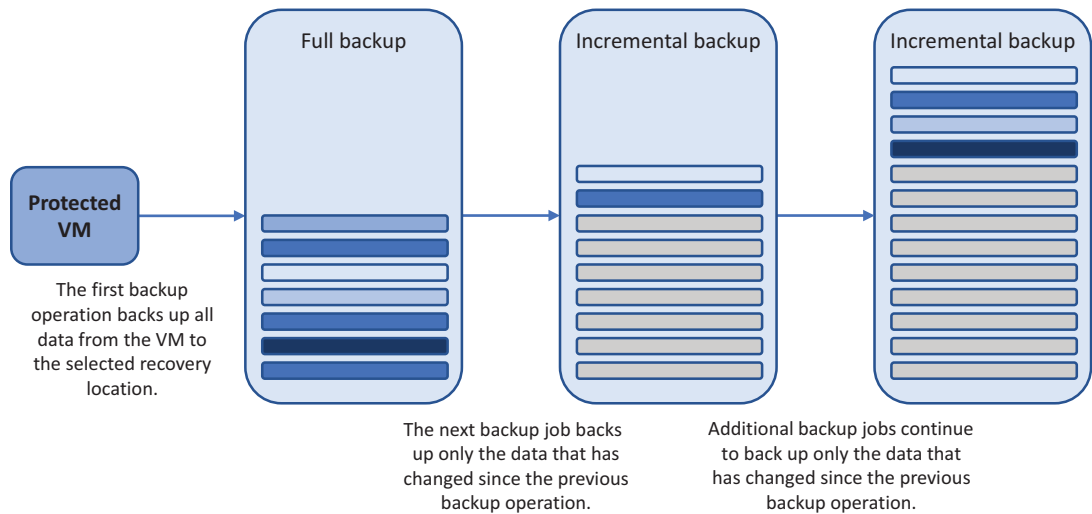 Full backup
Incremental backup
Incremental backup
Protected
VM
The first backup
operation backs up all
data from the VM to
the selected recovery
location.
The next backup job backs
up only the data that has
changed since the previous
backup operation.
Additional backup jobs continue
to back up only the data that
has changed since the previous
backup operation.